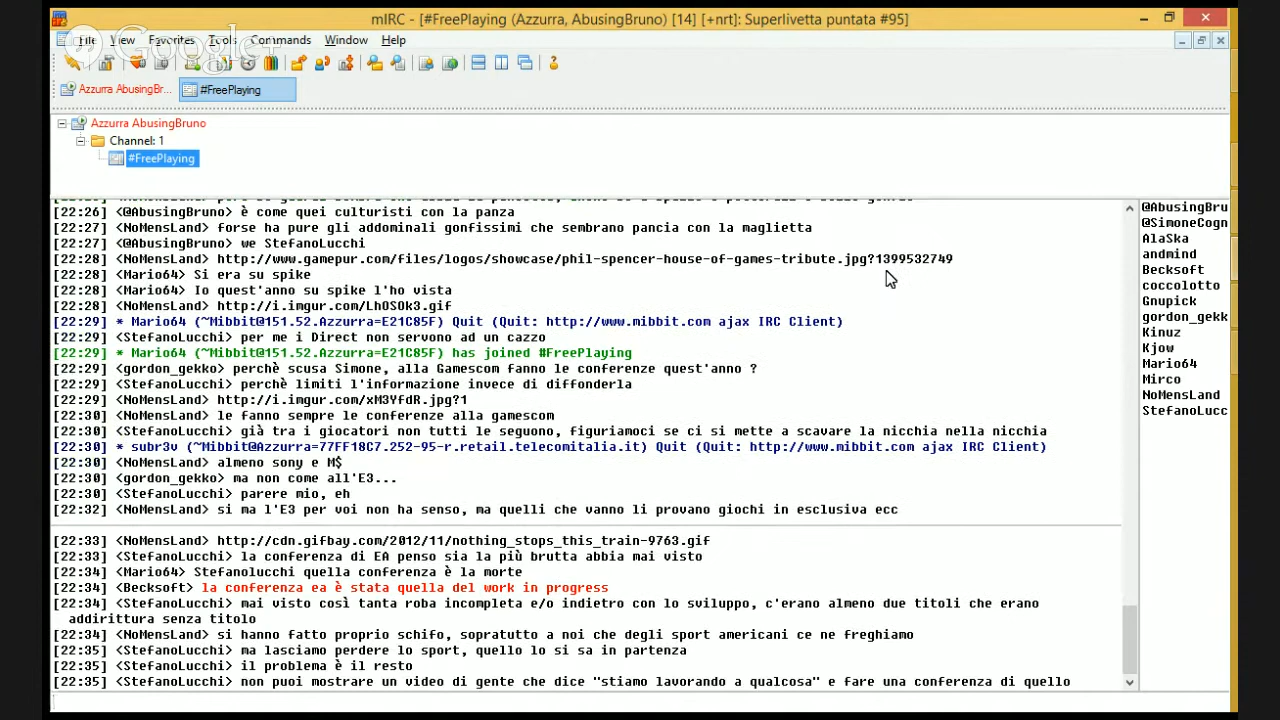 mIRC - [#FreePlaying (Azzurra, AbusingBruno) [14] [+nrt]: Superlivetta puntata #95]
File View Favorites Tools Commands Window Help
Google+
Azzurra AbusingBr... #FreePlaying
Azzurra AbusingBruno
Channel: 1
#FreePlaying
[22:26] <@AbusingBruno> è come quei culturisti con la panza
[22:27] <NoMensLand> forse ha pure gli addominali gonfissimi che sembrano pancia con la maglietta
[22:27] <@AbusingBruno> we StefanoLucchi
[22:28] <NoMensLand> http://www.gamepur.com/files/logos/showcase/phil-spencer-house-of-games-tribute.jpg?1399532749
[22:28] <Mario64> Si era su spike
[22:28] <Mario64> Io quest'anno su spike l'ho vista
[22:28] <NoMensLand> http://i.imgur.com/LhOSOk3.gif
[22:29] * Mario64 (~Mibbit@151.52.Azzurra=E21C85F) Quit (Quit: http://www.mibbit.com ajax IRC Client)
[22:29] <StefanoLucchi> per me i Direct non servono ad un cazzo
[22:29] * Mario64 (~Mibbit@151.52.Azzurra=E21C85F) has joined #FreePlaying
[22:29] <gordon_gekko> perchè scusa Simone, alla Gamescom fanno le conferenze quest'anno ?
[22:29] <StefanoLucchi> perchè limiti l'informazione invece di diffonderla
[22:29] <NoMensLand> http://i.imgur.com/xM3YfdR.jpg?1
[22:30] <NoMensLand> le fanno sempre le conferenze alla gamescom
[22:30] <StefanoLucchi> già tra i giocatori non tutti le seguono, figuriamoci se ci si mette a scavare la nicchia nella nicchia
[22:30] * subr3v (~Mibbit@Azzurra=77FF18C7.252-95-r.retail.telecomitalia.it) Quit (Quit: http://www.mibbit.com ajax IRC Client)
[22:30] <NoMensLand> almeno sony e M$
[22:30] <gordon_gekko> ma non come all'E3...
[22:30] <StefanoLucchi> parere mio, eh
[22:32] <NoMensLand> si ma l'E3 per voi non ha senso, ma quelli che vanno li provano giochi in esclusiva ecc
[22:33] <NoMensLand> http://cdn.gifbay.com/2012/11/nothing_stops_this_train-9763.gif
[22:33] <StefanoLucchi> la conferenza di EA penso sia la più brutta abbia mai visto
[22:34] <Mario64> Stefanolucchi quella conferenza è la morte
[22:34] <Becksoft> la conferenza ea è stata quella del work in progress
[22:34] <StefanoLucchi> mai visto così tanta roba incompleta e/o indietro con lo sviluppo, c'erano almeno due titoli che erano
addirittura senza titolo
[22:34] <NoMensLand> si hanno fatto proprio schifo, sopratutto a noi che degli sport americani ce ne freghiamo
[22:35] <StefanoLucchi> ma lasciamo perdere lo sport, quello lo si sa in partenza
[22:35] <StefanoLucchi> il problema è il resto
[22:35] <StefanoLucchi> non puoi mostrare un video di gente che dice "stiamo lavorando a qualcosa" e fare una conferenza di quello
@AbusingBru
@SimoneCogn
AlaSka
andmind
Becksoft
coccolotto
Gnupick
gordon_gekk
Kinuz
Kjow
Mario64
Mirco
NoMensLand
StefanoLucc